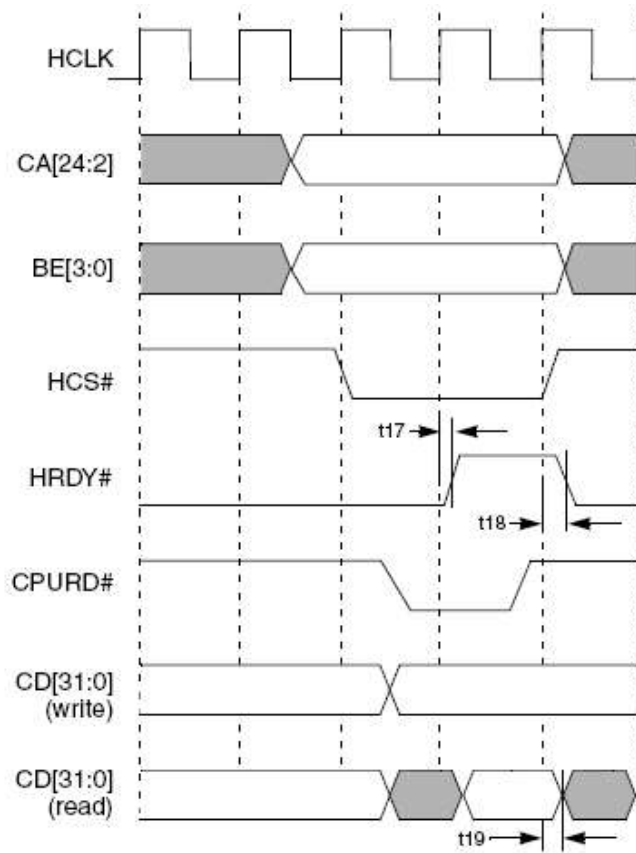 HCLK
CA[24:2]
BE[3:0]
HCS#
t17
HRDY#
t18
CPURD#
CD[31:0]
(write)
CD[31:0]
(read)
t19